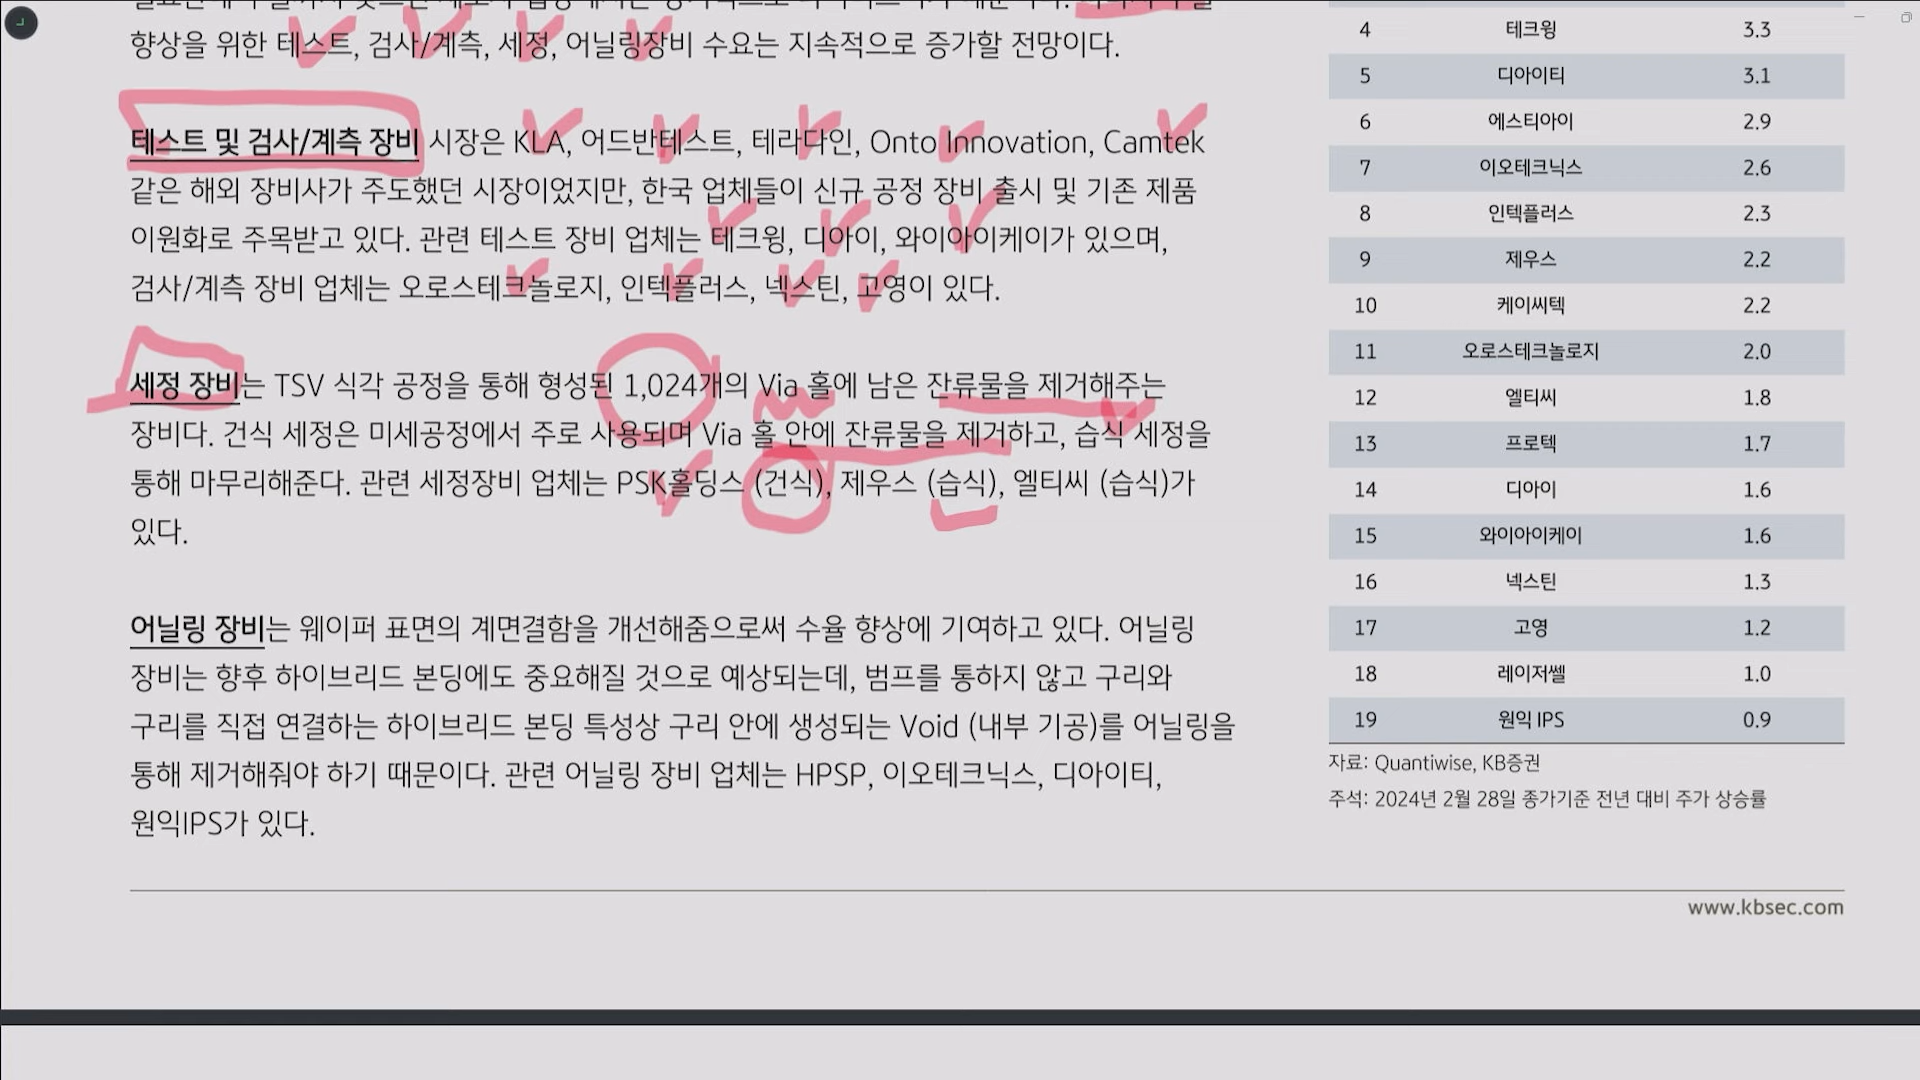 향상을 위한 테스트, 검사/계측, 세정, 어닐링장비 수요는 지속적으로 증가할 전망이다.
테스트 및 검사/계측 장비 시장은 KLA, 어드반테스트, 테라다인, Onto Innovation, Camtek
같은 해외 장비사가 주도했던 시장이었지만, 한국 업체들이 신규 공정 장비 출시 및 기존 제품
이원화로 주목받고 있다. 관련 테스트 장비 업체는 테크윙, 디아이, 와이아이케이가 있으며,
검사/계측 장비 업체는 오로스테크놀로지, 인텍플러스, 넥스틴, 고영이 있다.
세정 장비는 TSV 식각 공정을 통해 형성된 1,024개의 Via 홀에 남은 잔류물을 제거해주는
장비다. 건식 세정은 미세공정에서 주로 사용되며 Via 홀 안에 잔류물을 제거하고, 습식 세정을
통해 마무리해준다. 관련 세정장비 업체는 PSK홀딩스 (건식), 제우스 (습식), 엘티씨 (습식)가
있다.
어닐링 장비는 웨이퍼 표면의 계면결함을 개선해줌으로써 수율 향상에 기여하고 있다. 어닐링
장비는 향후 하이브리드 본딩에도 중요해질 것으로 예상되는데, 범프를 통하지 않고 구리와
구리를 직접 연결하는 하이브리드 본딩 특성상 구리 안에 생성되는 Void (내부 기공)를 어닐링을
통해 제거해줘야 하기 때문이다. 관련 어닐링 장비 업체는 HPSP, 이오테크닉스, 디아이티,
원익IPS가 있다.
4 테크윙 3.3
5 디아이티 3.1
6 에스티아이 2.9
7 이오테크닉스 2.6
8 인텍플러스 2.3
9 제우스 2.2
10 케이씨텍 2.2
11 오로스테크놀로지 2.0
12 엘티씨 1.8
13 프로텍 1.7
14 디아이 1.6
15 와이아이케이 1.6
16 넥스틴 1.3
17 고영 1.2
18 레이저쎌 1.0
19 원익 IPS 0.9
자료: Quantiwise, KB증권
주석: 2024년 2월 28일 종가기준 전년 대비 주가 상승률
www.kbsec.com